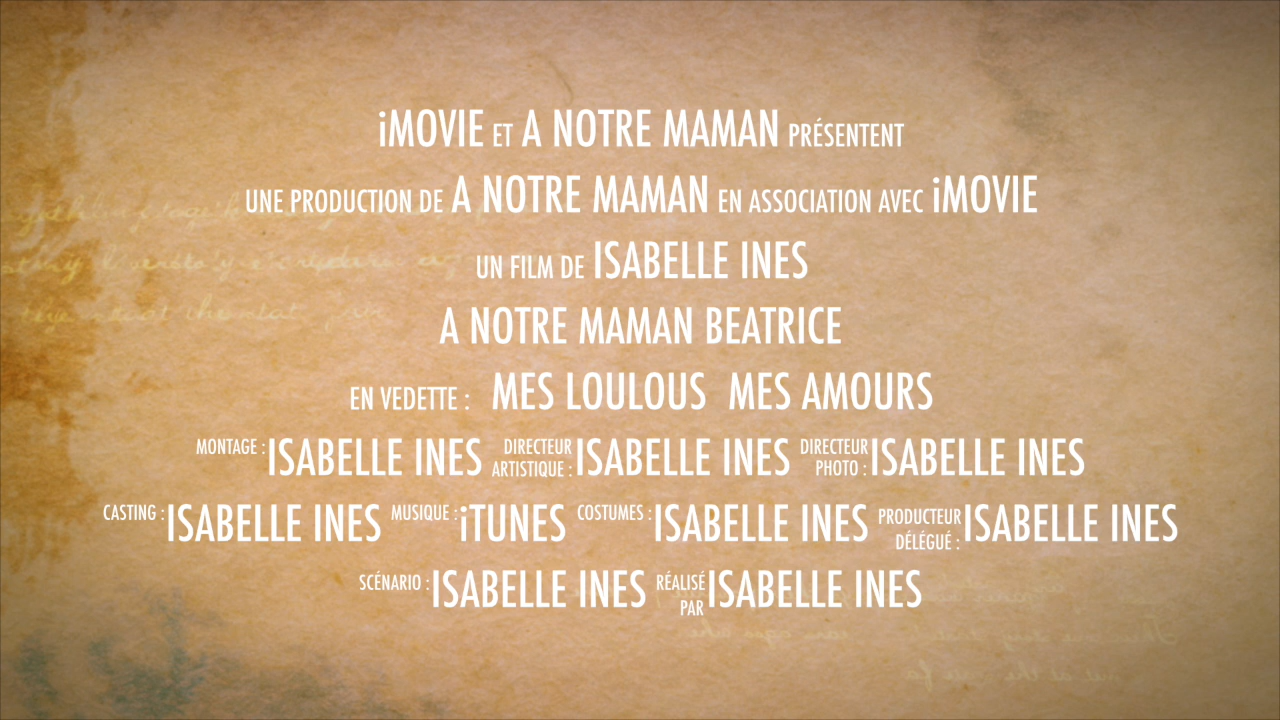 iMOVIE ET A NOTRE MAMAN PRÉSENTENT
UNE PRODUCTION DE A NOTRE MAMAN EN ASSOCIATION AVEC iMOVIE
UN FILM DE ISABELLE INES
A NOTRE MAMAN BEATRICE
EN VEDETTE : MES LOULOUS MES AMOURS
MONTAGE : ISABELLE INES DIRECTEUR ARTISTIQUE : ISABELLE INES DIRECTEUR PHOTO : ISABELLE INES
CASTING : ISABELLE INES MUSIQUE : iTUNES COSTUMES : ISABELLE INES PRODUCTEUR DÉLÉGUÉ : ISABELLE INES
SCÉNARIO : ISABELLE INES RÉALISÉ PAR ISABELLE INES